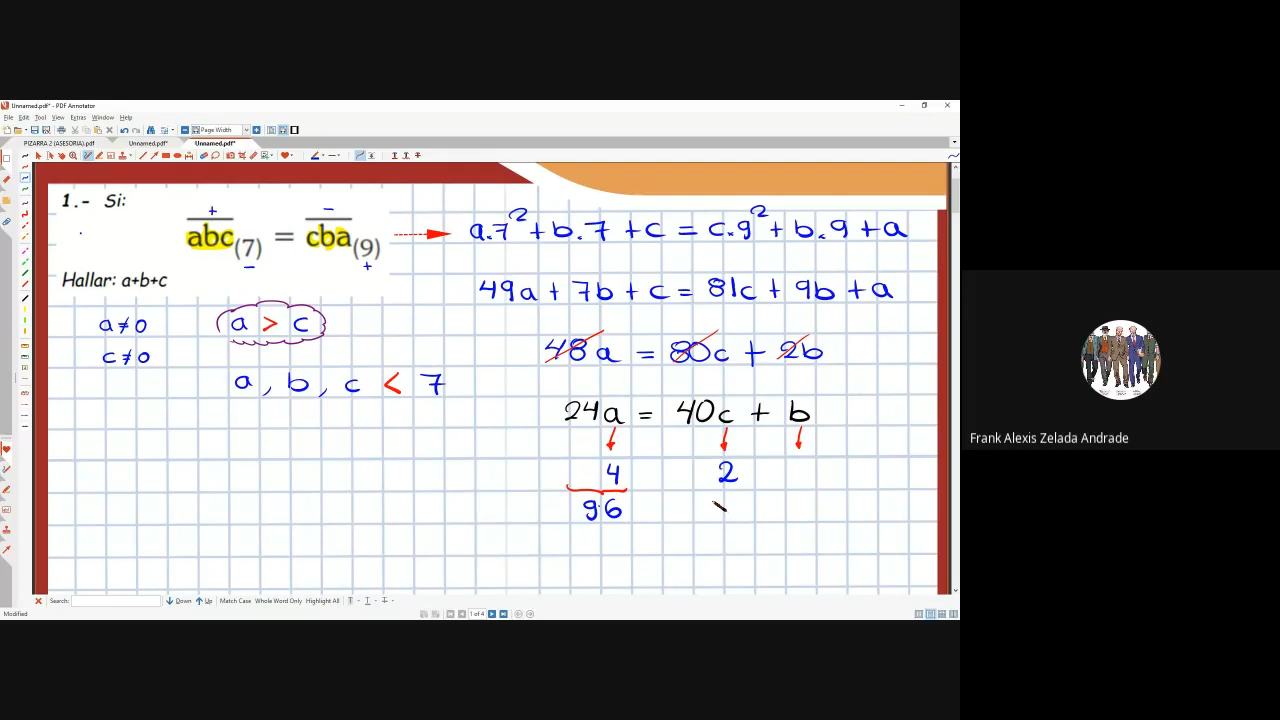 Unnamed.pdf* - PDF Annotator
File Edit Tool View Extras Window Help
Page Width
PIZARRA 2 (ASESORIA).pdf Unnamed.pdf* Unnamed.pdf*
1.- Si:
+ -
abc(7) = cba(9)
- +
Hallar: a+b+c
a.7² + b.7 + c = c.9² + b.9 + a
49a + 7b + c = 81c + 9b + a
a ≠ 0
c ≠ 0
a > c
48a = 80c + 2b
a, b, c < 7
24a = 40c + b
4 2
96
Search: Down Up Match Case Whole Word Only Highlight All
Modified
1 of 4
Frank Alexis Zelada Andrade